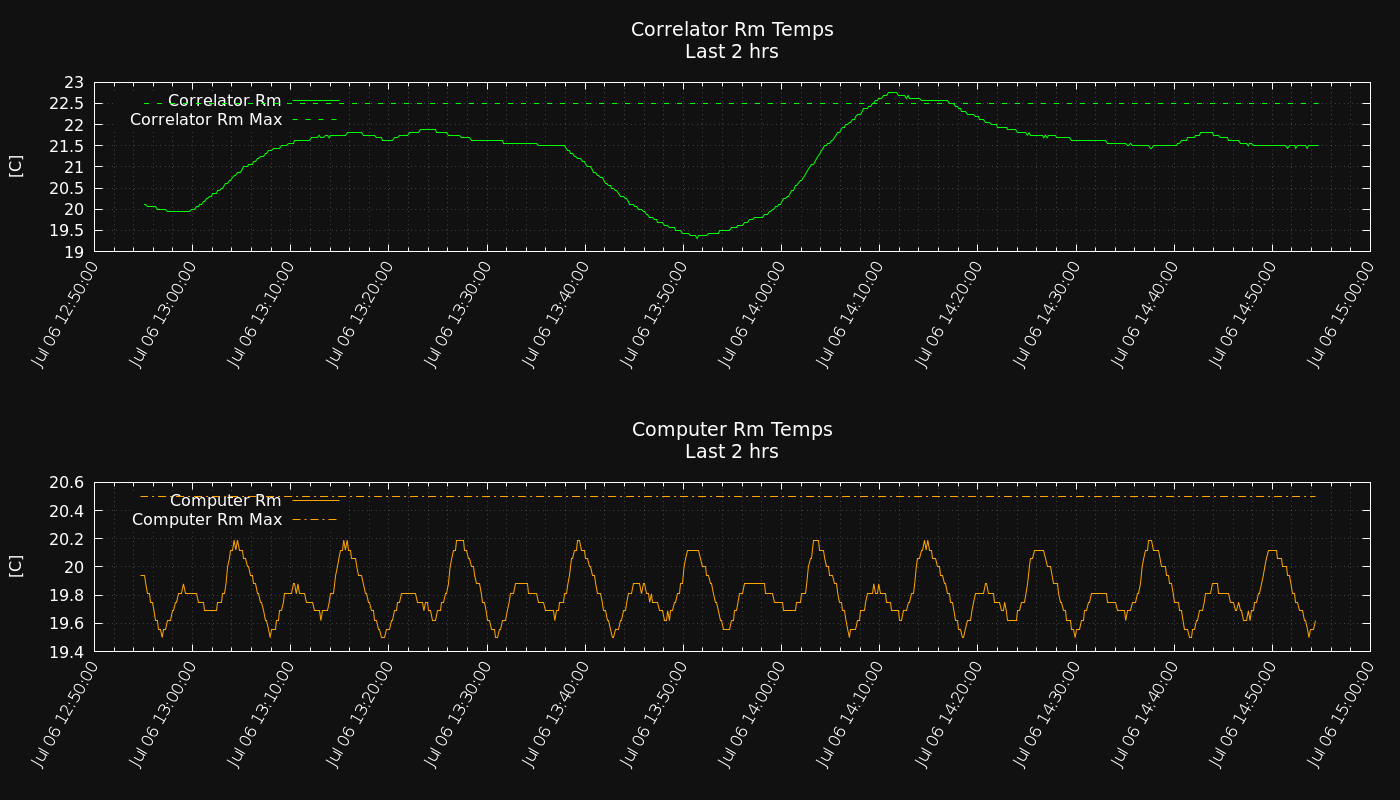 Correlator Rm Temps
Last 2 hrs
[C]
23
22.5
22
21.5
21
20.5
20
19.5
19
Correlator Rm
Correlator Rm Max
Jul 06 12:50:00
Jul 06 13:00:00
Jul 06 13:10:00
Jul 06 13:20:00
Jul 06 13:30:00
Jul 06 13:40:00
Jul 06 13:50:00
Jul 06 14:00:00
Jul 06 14:10:00
Jul 06 14:20:00
Jul 06 14:30:00
Jul 06 14:40:00
Jul 06 14:50:00
Jul 06 15:00:00
Computer Rm Temps
Last 2 hrs
[C]
20.6
20.4
20.2
20
19.8
19.6
19.4
Computer Rm
Computer Rm Max
Jul 06 12:50:00
Jul 06 13:00:00
Jul 06 13:10:00
Jul 06 13:20:00
Jul 06 13:30:00
Jul 06 13:40:00
Jul 06 13:50:00
Jul 06 14:00:00
Jul 06 14:10:00
Jul 06 14:20:00
Jul 06 14:30:00
Jul 06 14:40:00
Jul 06 14:50:00
Jul 06 15:00:00